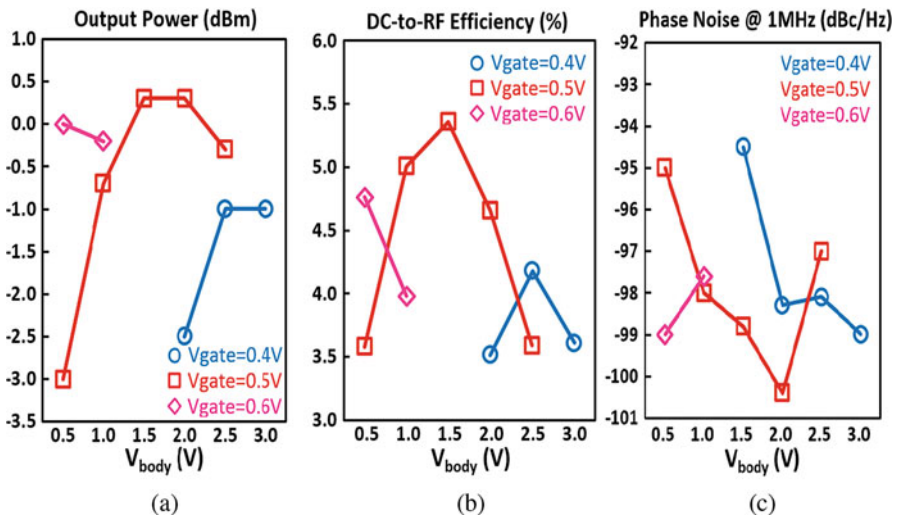 Output Power (dBm)
1.0
0.5
0.0
-0.5
-1.0
-1.5
-2.0
-2.5
-3.0
-3.5
Vgate=0.4V
Vgate=0.5V
Vgate=0.6V
0.5 1.0 1.5 2.0 2.5 3.0
Vbody (V)
(a)
DC-to-RF Efficiency (%)
6.0
5.5
5.0
4.5
4.0
3.5
3.0
Vgate=0.4V
Vgate=0.5V
Vgate=0.6V
0.5 1.0 1.5 2.0 2.5 3.0
Vbody (V)
(b)
Phase Noise @ 1MHz (dBc/Hz)
-92
-93
-94
-95
-96
-97
-98
-99
-100
-101
Vgate=0.4V
Vgate=0.5V
Vgate=0.6V
0.5 1.0 1.5 2.0 2.5 3.0
Vbody (V)
(c)